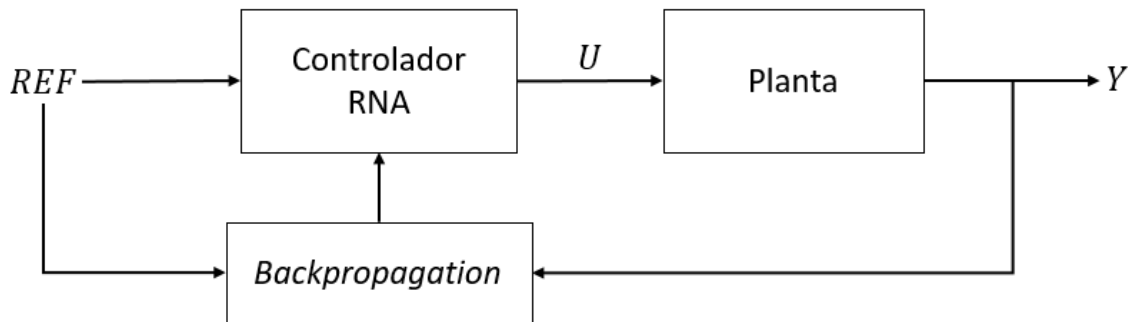 REF
Controlador
RNA
U
Planta
Y
Backpropagation